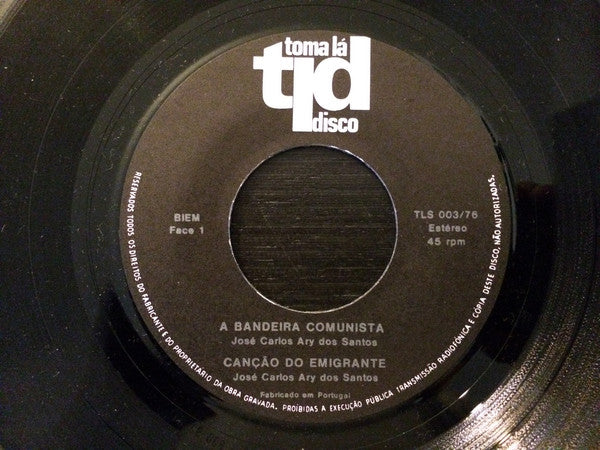 toma lá
tld
disco
BIEM
Face 1
TLS 003/76
Estéreo
45 rpm
A BANDEIRA COMUNISTA
José Carlos Ary dos Santos
CANÇÃO DO EMIGRANTE
José Carlos Ary dos Santos
Fabricado em Portugal
RESERVADOS TODOS OS DIREITOS DO FABRICANTE E DO PROPRIETÁRIO DA OBRA GRAVADA. PROIBIDAS A EXECUÇÃO PÚBLICA, TRANSMISSÃO RADIOFÓNICA E CÓPIA DESTE DISCO, NÃO AUTORIZADAS.